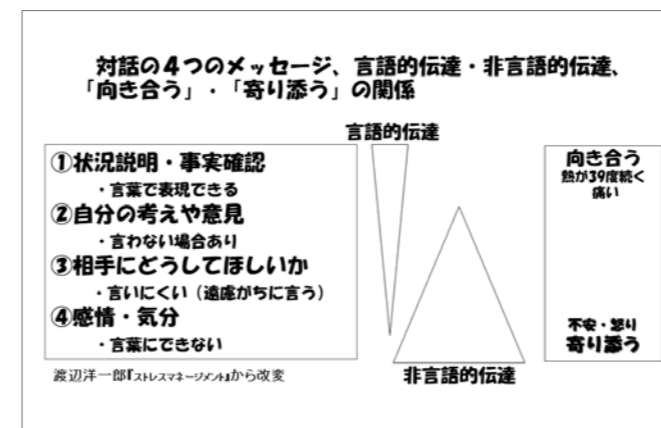 対話の4つのメッセージ、言語的伝達・非言語的伝達、
「向き合う」・「寄り添う」の関係
言語的伝達
①状況説明・事実確認
・言葉で表現できる
②自分の考えや意見
・言わない場合あり
③相手にどうしてほしいか
・言いにくい（遠慮がちに言う）
④感情・気分
・言葉にできない
向き合う
熱が39度続く
痛い
不安・怒り
寄り添う
非言語的伝達
渡辺洋一郎『ストレスマネージメント』から改変